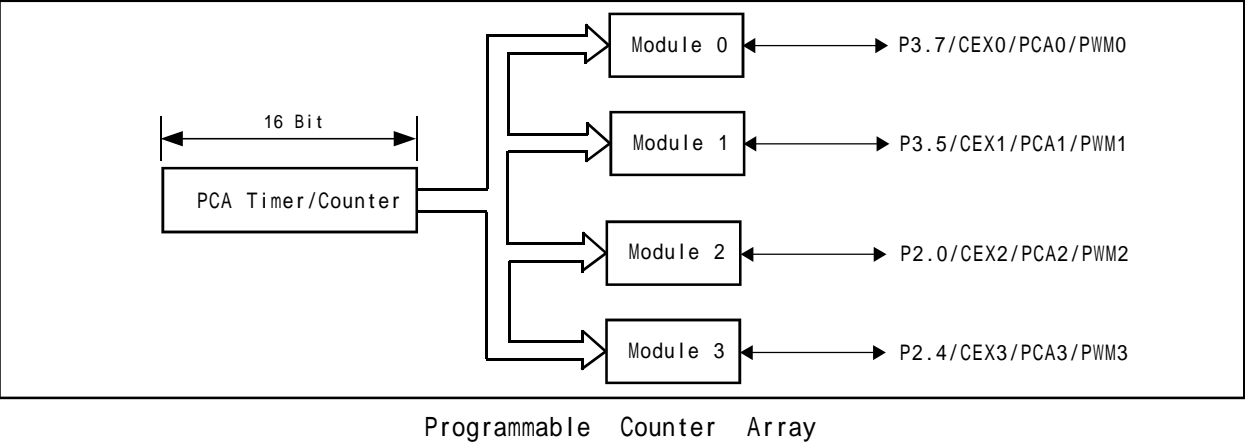 Module 0
P3.7/CEX0/PCA0/PWM0
16 Bit
Module 1
P3.5/CEX1/PCA1/PWM1
PCA Timer/Counter
Module 2
P2.0/CEX2/PCA2/PWM2
Module 3
P2.4/CEX3/PCA3/PWM3
Programmable Counter Array